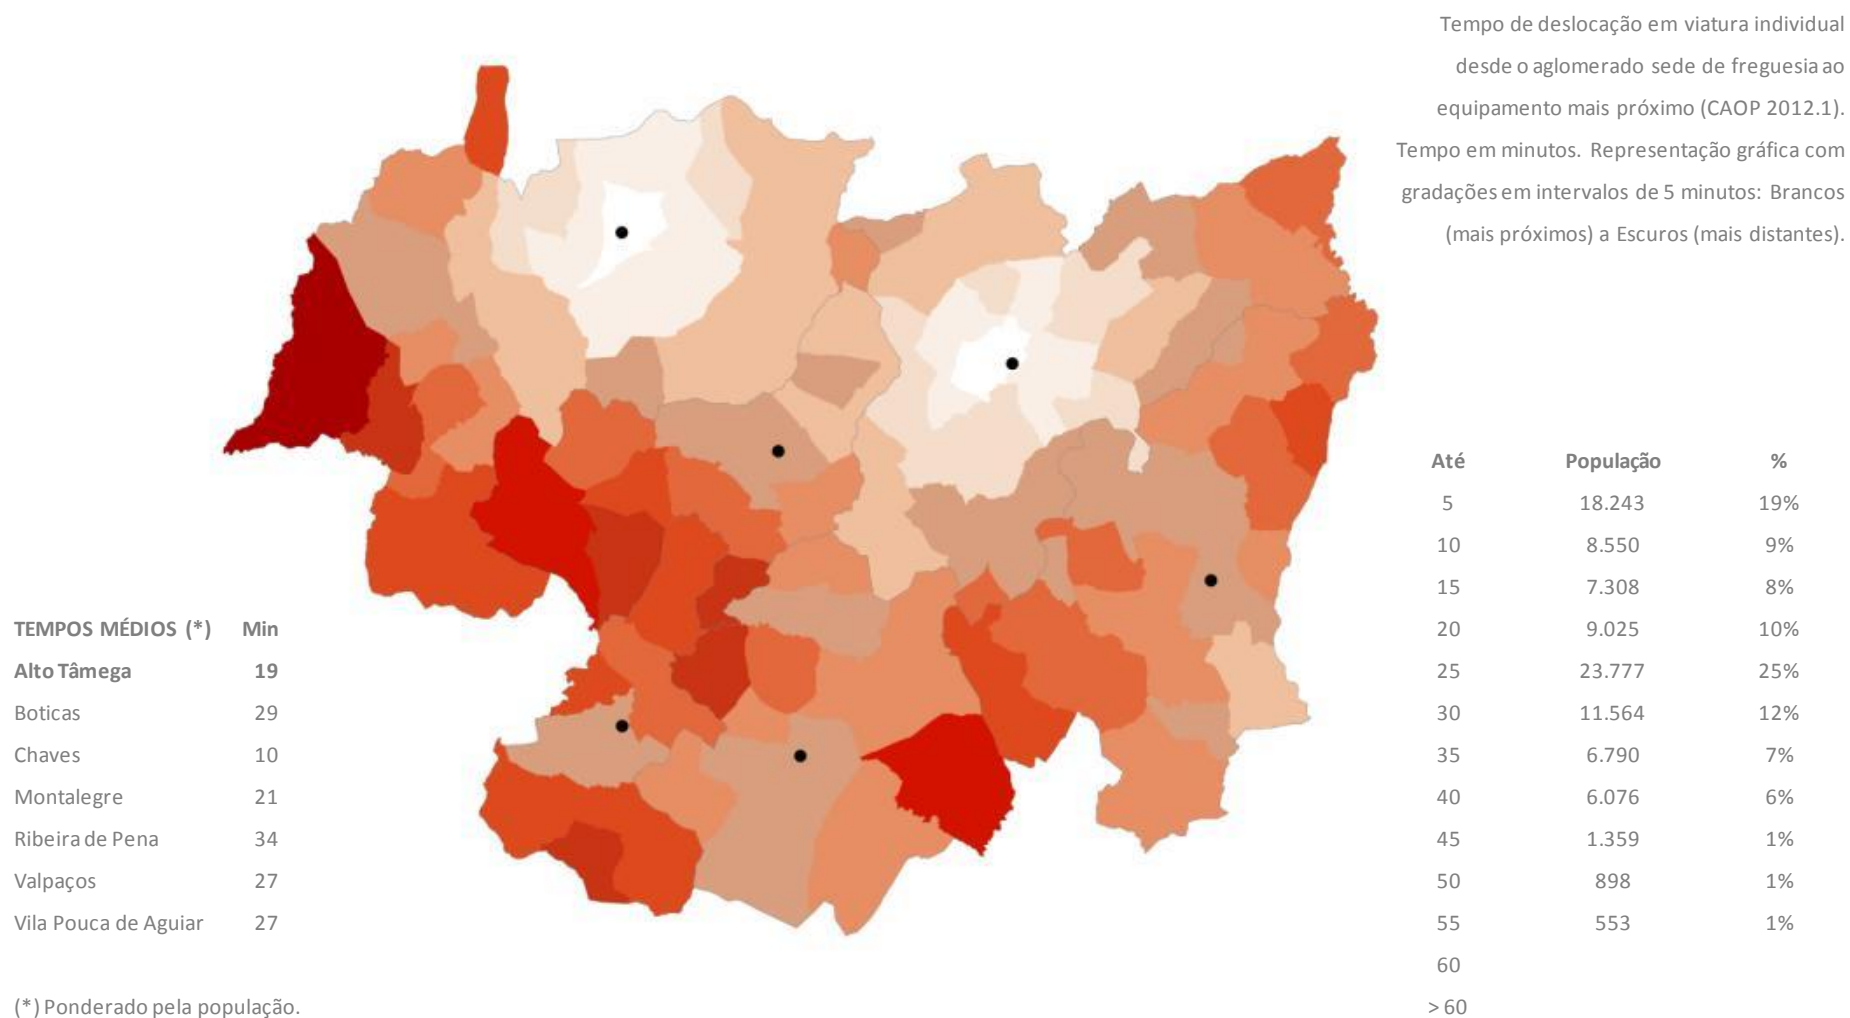 Tempo de deslocação em viatura individual
desde o aglomerado sede de freguesia ao
equipamento mais próximo (CAOP 2012.1).
Tempo em minutos. Representação gráfica com
gradações em intervalos de 5 minutos: Brancos
(mais próximos) a Escuros (mais distantes).
TEMPOS MÉDIOS (*) Min
Alto Tâmega 19
Boticas 29
Chaves 10
Montalegre 21
Ribeira de Pena 34
Valpaços 27
Vila Pouca de Aguiar 27
(*) Ponderado pela população.
Até População %
5 18.243 19%
10 8.550 9%
15 7.308 8%
20 9.025 10%
25 23.777 25%
30 11.564 12%
35 6.790 7%
40 6.076 6%
45 1.359 1%
50 898 1%
55 553 1%
60
> 60